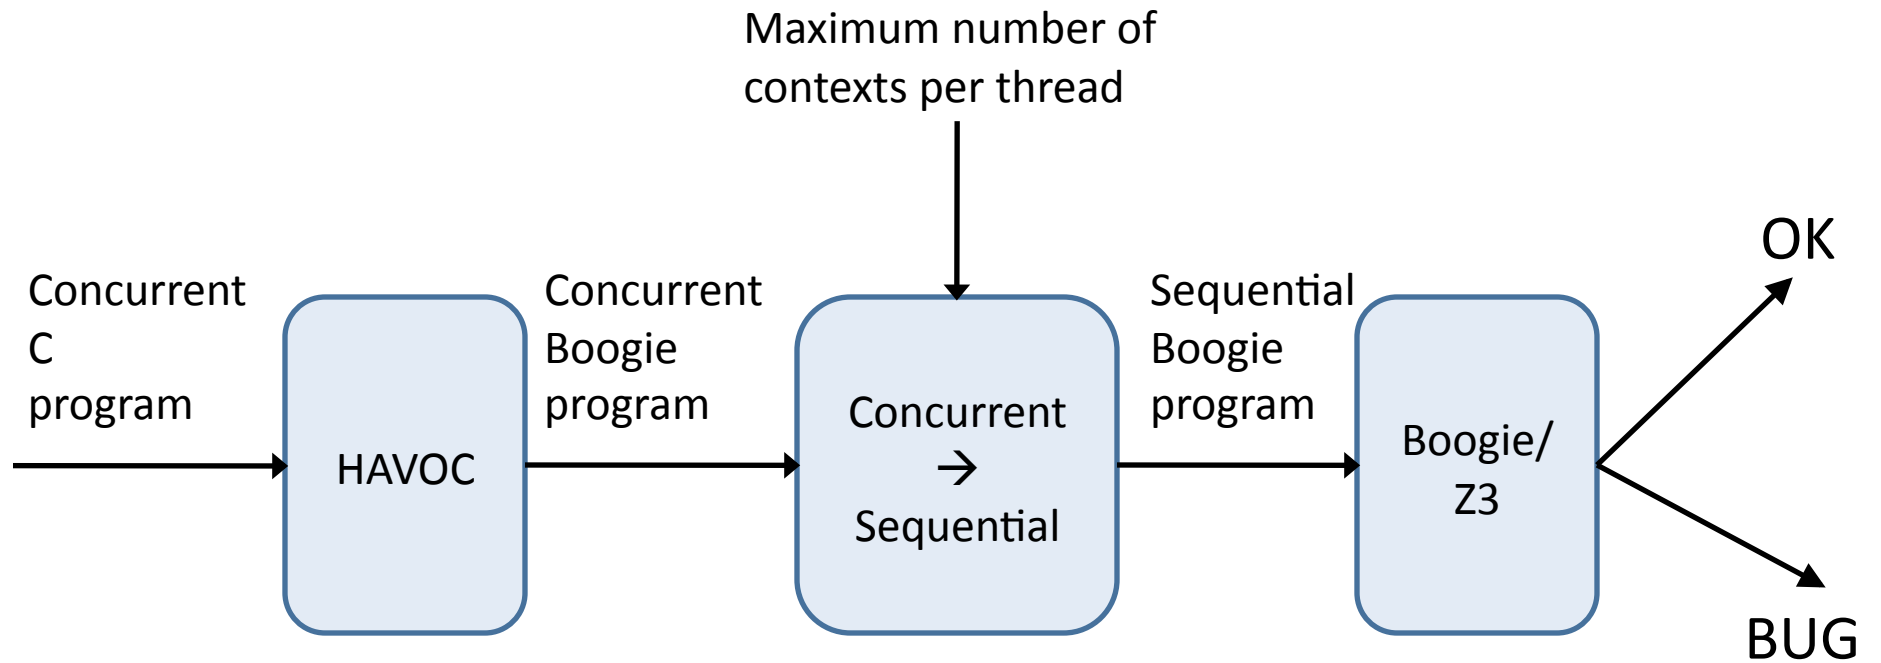 Maximum number of
contexts per thread
Concurrent
C
program
HAVOC
Concurrent
Boogie
program
Concurrent
→
Sequential
Sequential
Boogie
program
Boogie/
Z3
OK
BUG